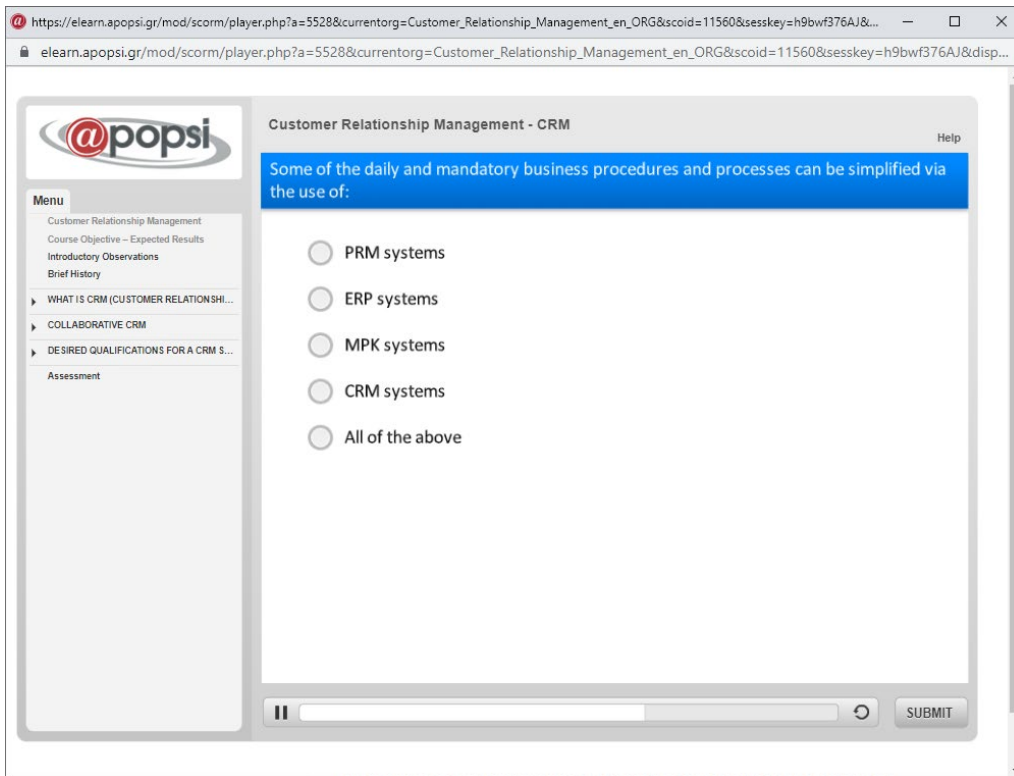 https://elearn.apopsi.gr/mod/scorm/player.php?a=5528&currentorg=Customer_Relationship_Management_en_ORG&scoid=11560&sesskey=h9bwf376AJ&...
elearn.apopsi.gr/mod/scorm/player.php?a=5528&currentorg=Customer_Relationship_Management_en_ORG&scoid=11560&sesskey=h9bwf376AJ&disp...
@popsi
Customer Relationship Management - CRM
Help
Some of the daily and mandatory business procedures and processes can be simplified via
the use of:
Menu
Customer Relationship Management
Course Objective – Expected Results
Introductory Observations
Brief History
WHAT IS CRM (CUSTOMER RELATIONSHI...
COLLABORATIVE CRM
DESIRED QUALIFICATIONS FOR A CRM S...
Assessment
PRM systems
ERP systems
MPK systems
CRM systems
All of the above
SUBMIT